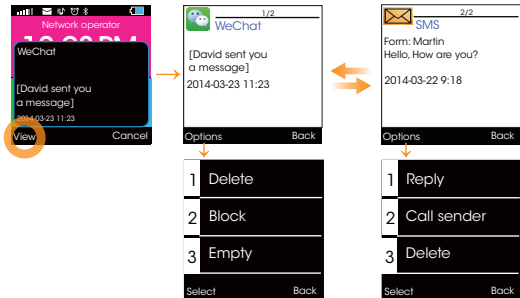 Network operator
WeChat
[David sent you
a message]
2014-03-23 11:23
View
Cancel
1/2
WeChat
[David sent you
a message]
2014-03-23 11:23
Options
Back
1 Delete
2 Block
3 Empty
Select
Back
2/2
SMS
Form: Martin
Hello, How are you?
2014-03-22 9:18
Options
Back
1 Reply
2 Call sender
3 Delete
Select
Back